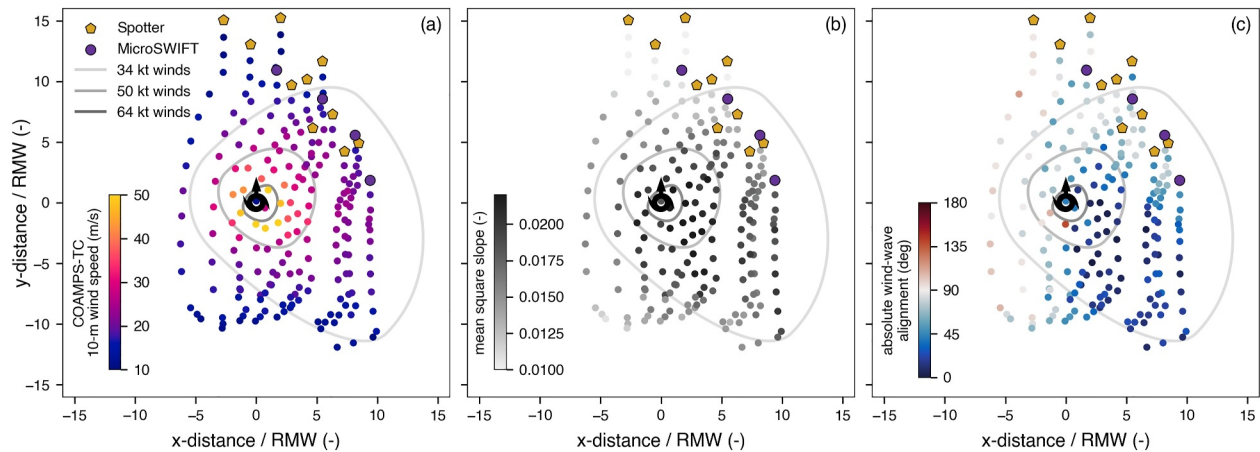 (a)
Spotter
MicroSWIFT
34 kt winds
50 kt winds
64 kt winds
15
10
5
0
−5
−10
−15
y-distance / RMW (-)
COAMPS-TC
10-m wind speed (m/s)
50
40
30
20
10
−15 −10 −5 0 5 10 15
x-distance / RMW (-)
(b)
mean square slope (-)
0.0200
0.0175
0.0150
0.0125
0.0100
−15 −10 −5 0 5 10 15
x-distance / RMW (-)
(c)
absolute wind-wave
alignment (deg)
180
135
90
45
0
−15 −10 −5 0 5 10 15
x-distance / RMW (-)